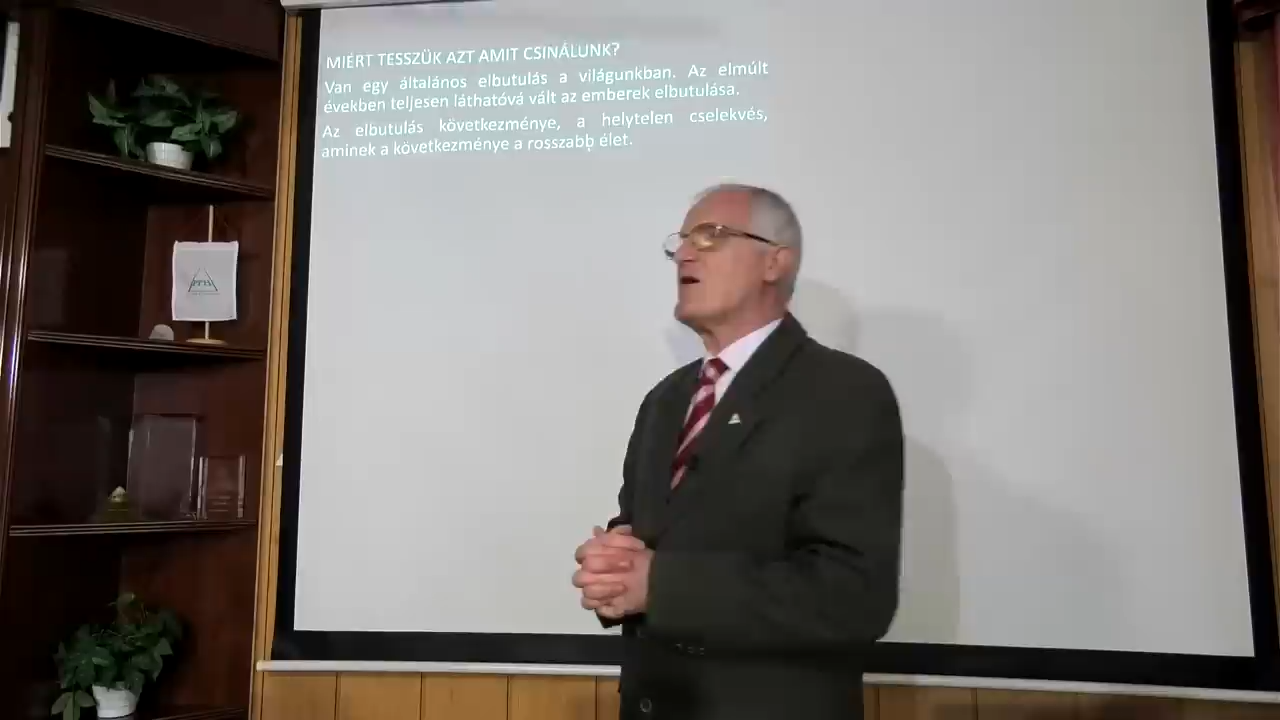 MIÉRT TESSZÜK AZT AMIT CSINÁLUNK?
Van egy általános elbutulás a világunkban. Az elmúlt
években teljesen láthatóvá vált az emberek elbutulása.
Az elbutulás következménye, a helytelen cselekvés,
aminek a következménye a rosszabb élet.